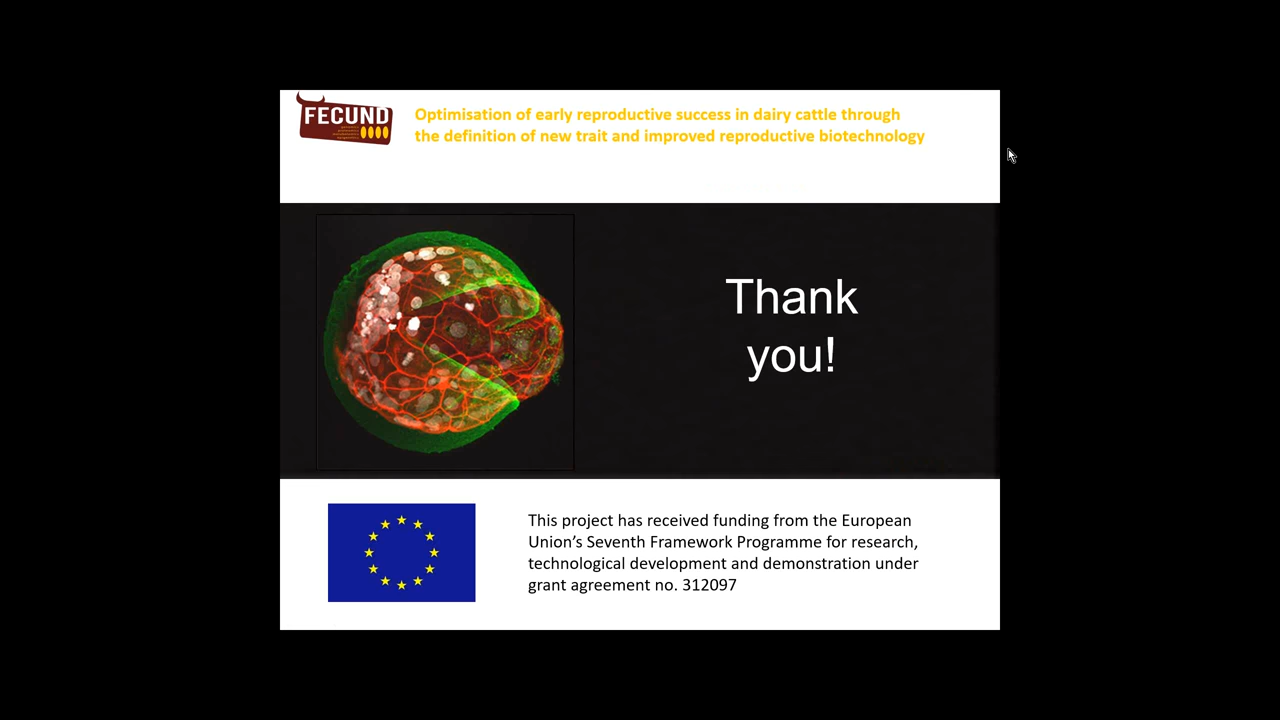 FECUND
Optimisation of early reproductive success in dairy cattle through
the definition of new trait and improved reproductive biotechnology
Thank
you!
This project has received funding from the European
Union’s Seventh Framework Programme for research,
technological development and demonstration under
grant agreement no. 312097